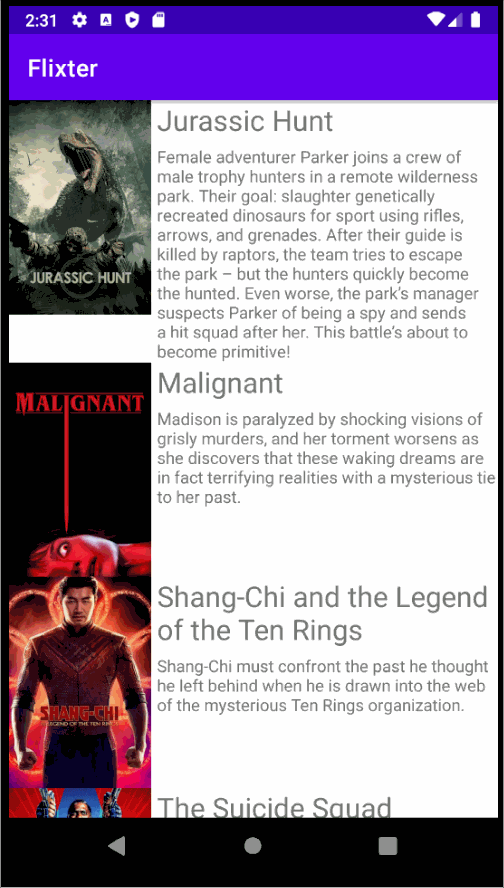 2:31
Flixter
Jurassic Hunt
Female adventurer Parker joins a crew of
male trophy hunters in a remote wilderness
park. Their goal: slaughter genetically
recreated dinosaurs for sport using rifles,
arrows, and grenades. After their guide is
killed by raptors, the team tries to escape
the park – but the hunters quickly become
the hunted. Even worse, the park's manager
suspects Parker of being a spy and sends
a hit squad after her. This battle's about to
become primitive!
JURASSIC HUNT
Malignant
MALIGNANT
Madison is paralyzed by shocking visions of
grisly murders, and her torment worsens as
she discovers that these waking dreams are
in fact terrifying realities with a mysterious tie
to her past.
Shang-Chi and the Legend
of the Ten Rings
Shang-Chi must confront the past he thought
he left behind when he is drawn into the web
of the mysterious Ten Rings organization.
SHANG-CHI
LEGEND OF THE TEN RINGS
The Suicide Squad